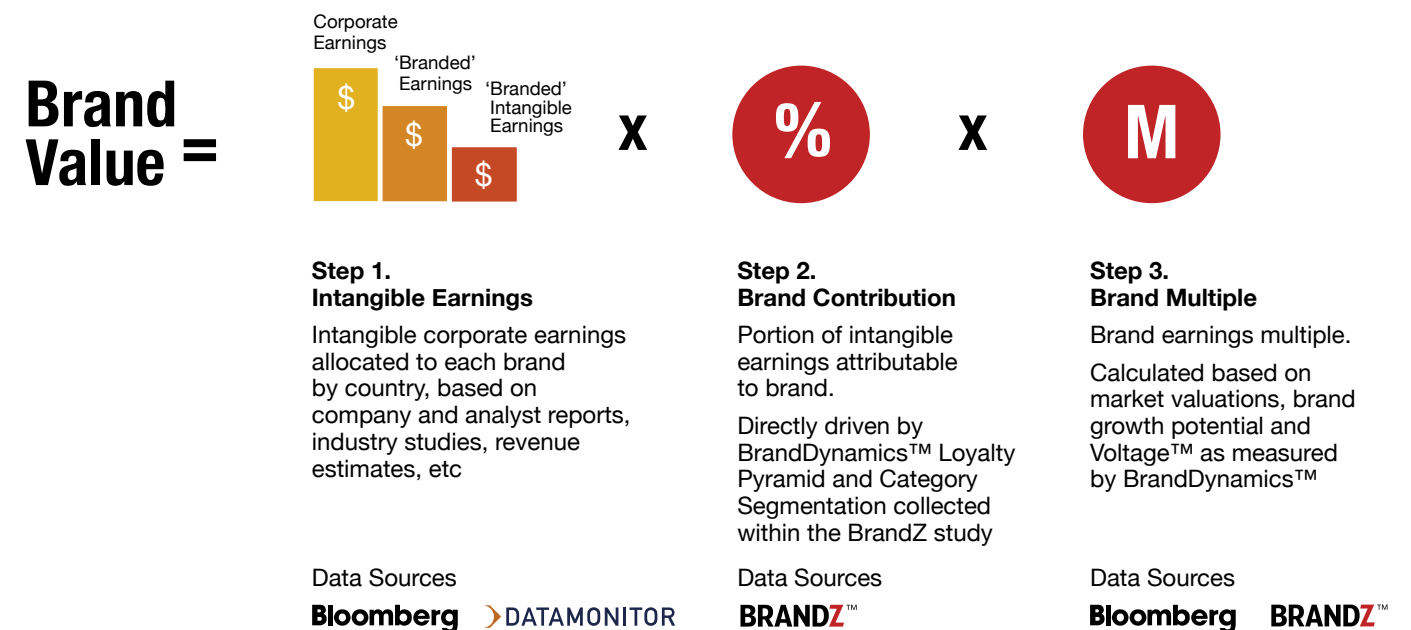 Brand
Value =
Corporate
Earnings
‘Branded’
Earnings
‘Branded’
Intangible
Earnings
$
$
$
x
%
x
M
Step 1.
Intangible Earnings
Intangible corporate earnings
allocated to each brand
by country, based on
company and analyst reports,
industry studies, revenue
estimates, etc
Data Sources
Bloomberg DATAMONITOR
Step 2.
Brand Contribution
Portion of intangible
earnings attributable
to brand.
Directly driven by
BrandDynamics™ Loyalty
Pyramid and Category
Segmentation collected
within the BrandZ study
Data Sources
BRANDZ™
Step 3.
Brand Multiple
Brand earnings multiple.
Calculated based on
market valuations, brand
growth potential and
Voltage™ as measured
by BrandDynamics™
Data Sources
Bloomberg BRANDZ™